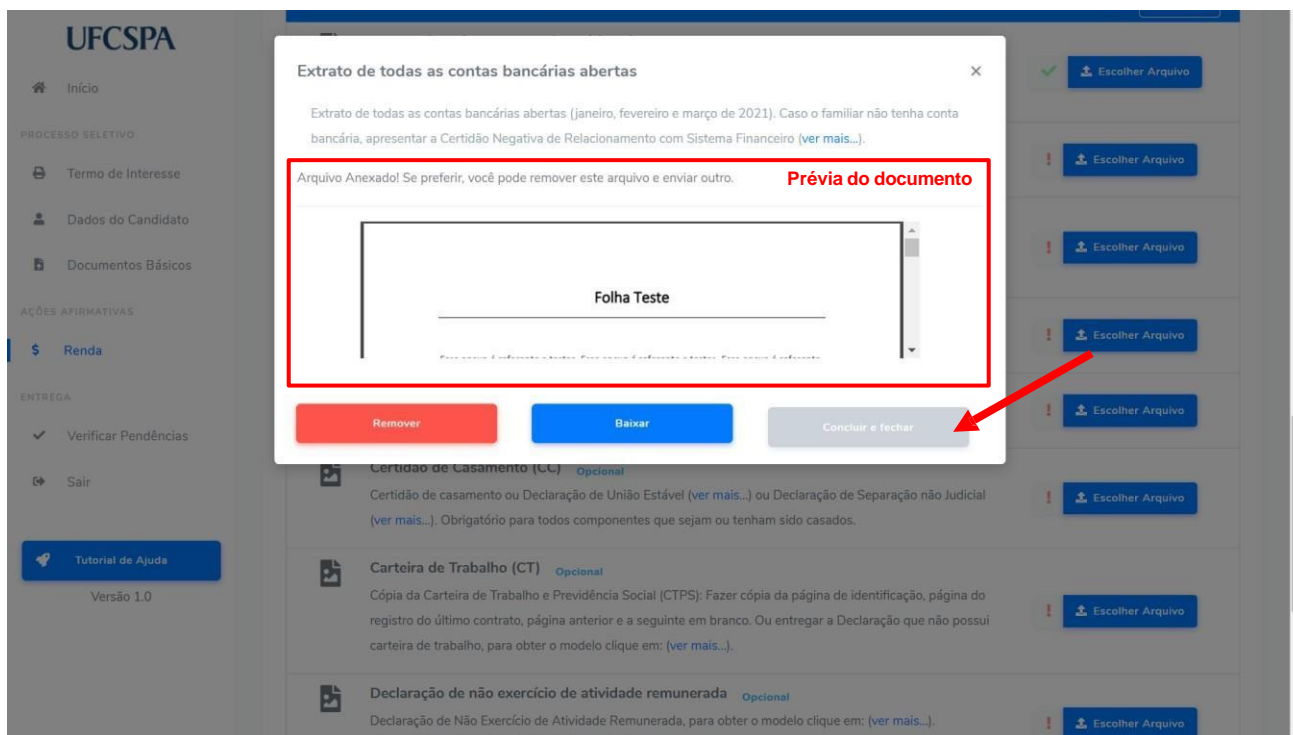 UFCSPA
Início
PROCESSO SELETIVO
Termo de Interesse
Dados do Candidato
Documentos Básicos
AÇÕES AFIRMATIVAS
$ Renda
ENTREGA
Verificar Pendências
Sair
Tutorial de Ajuda
Versão 1.0
Extrato de todas as contas bancárias abertas ×
Extrato de todas as contas bancárias abertas (janeiro, fevereiro e março de 2021). Caso o familiar não tenha conta
bancária, apresentar a Certidão Negativa de Relacionamento com Sistema Financeiro (ver mais...).
Arquivo Anexado! Se preferir, você pode remover este arquivo e enviar outro.
Prévia do documento
Folha Teste
Remover
Baixar
Concluir e fechar
Escolher Arquivo
! Escolher Arquivo
! Escolher Arquivo
! Escolher Arquivo
! Escolher Arquivo
Certidão de Casamento (CC) Opcional
Certidão de casamento ou Declaração de União Estável (ver mais...) ou Declaração de Separação não Judicial
(ver mais...). Obrigatório para todos componentes que sejam ou tenham sido casados.
! Escolher Arquivo
Carteira de Trabalho (CT) Opcional
Cópia da Carteira de Trabalho e Previdência Social (CTPS): Fazer cópia da página de identificação, página do
registro do último contrato, página anterior e a seguinte em branco. Ou entregar a Declaração que não possui
carteira de trabalho, para obter o modelo clique em: (ver mais...).
! Escolher Arquivo
Declaração de não exercício de atividade remunerada Opcional
Declaração de Não Exercício de Atividade Remunerada, para obter o modelo clique em: (ver mais...).
! Escolher Arquivo